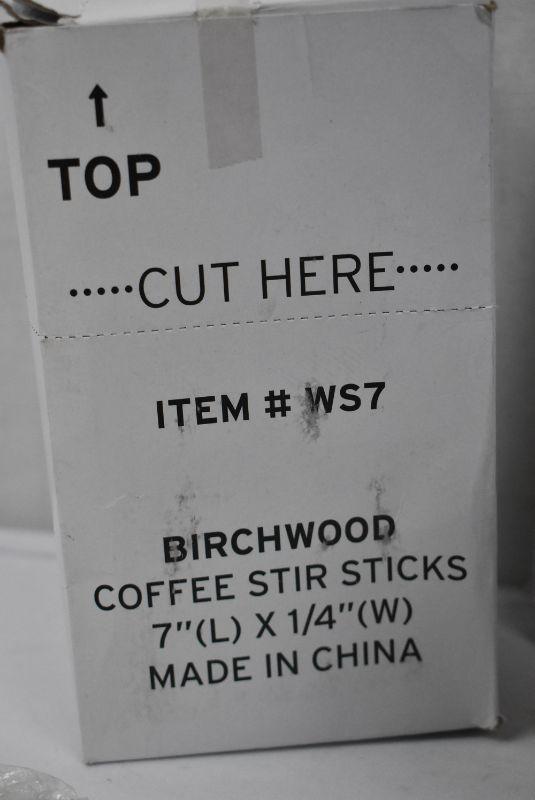 TOP
·····CUT HERE·····
ITEM # WS7
BIRCHWOOD
COFFEE STIR STICKS
7"(L) X 1/4"(W)
MADE IN CHINA